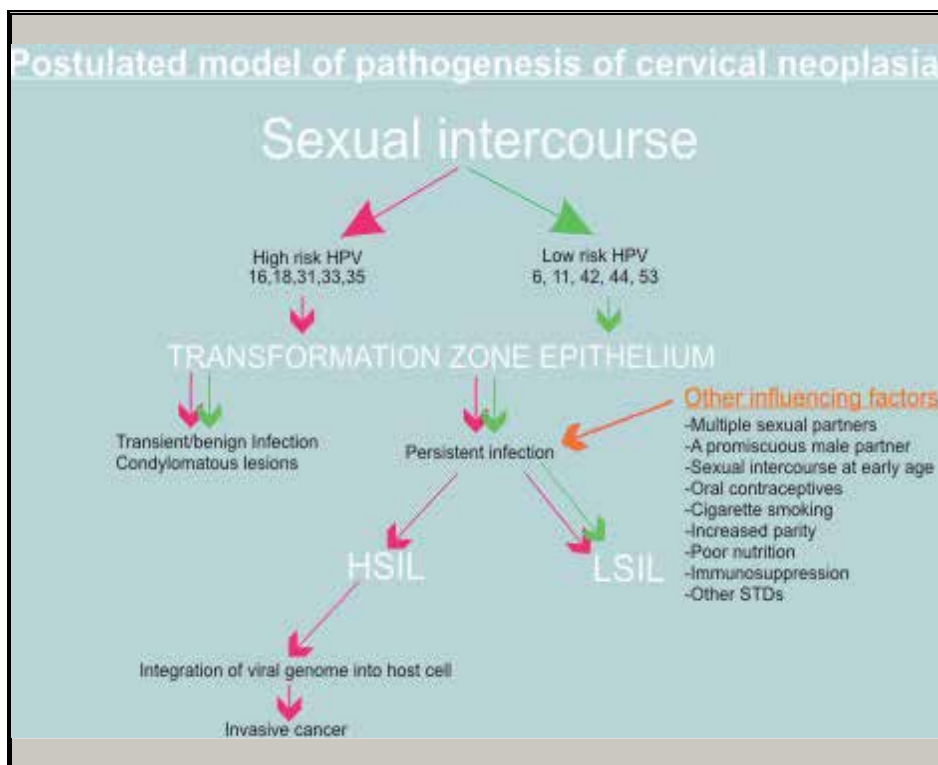 Postulated model of pathogenesis of cervical neoplasia
Sexual intercourse
High risk HPV
16,18,31,33,35
Low risk HPV
6, 11, 42, 44, 53
TRANSFORMATION ZONE EPITHELIUM
Transient/benign Infection
Condylomatous lesions
Persistent infection
Other influencing factors
-Multiple sexual partners
-A promiscuous male partner
-Sexual intercourse at early age
-Oral contraceptives
-Cigarette smoking
-Increased parity
-Poor nutrition
-Immunosuppression
-Other STDs
HSIL
LSIL
Integration of viral genome into host cell
Invasive cancer